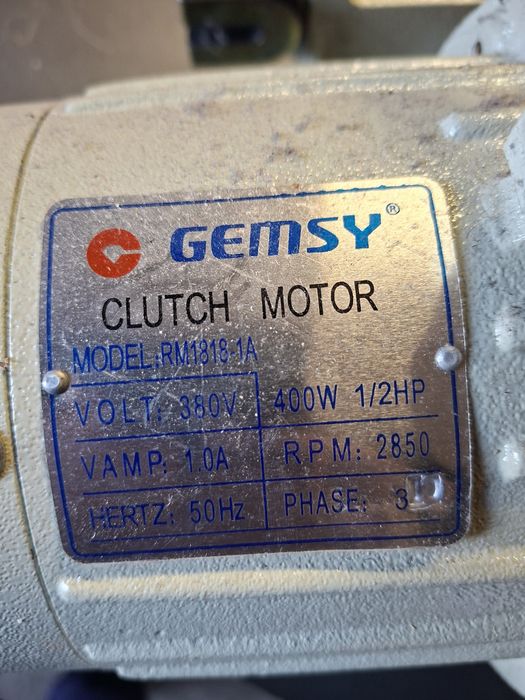 GEMSY®
CLUTCH MOTOR
MODEL: RM1818-1A
VOLT: 380V 400W 1/2HP
VAMP: 1.0A RPM: 2850
HERTZ: 50Hz PHASE: 3